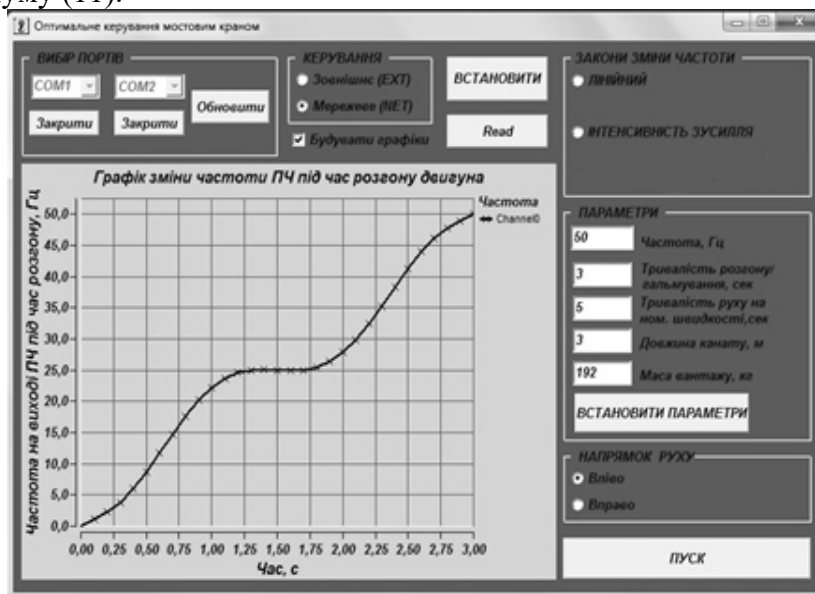 уму (11).
Оптимальне керування мостовим краном
ВИБІР ПОРТІВ
COM1
COM2
Обновити
Закрити
Закрити
КЕРУВАННЯ
Зовнішнє (EXT)
Мережеве (NET)
Будувати графіки
ВСТАНОВИТИ
Read
ЗАКОНИ ЗМІНИ ЧАСТОТИ
ЛІНІЙНИЙ
ІНТЕНСИВНІСТЬ ЗУСИЛЛЯ
Графік зміни частоти ПЧ під час розгону двигуна
Частота
Channel0
Частота на виході ПЧ під час розгону, Гц
50,0
45,0
40,0
35,0
30,0
25,0
20,0
15,0
10,0
5,0
0,0
0,00 0,25 0,50 0,75 1,00 1,25 1,50 1,75 2,00 2,25 2,50 2,75 3,00
Час, с
ПАРАМЕТРИ
50 Частота, Гц
3 Тривалість розгону/
гальмування, сек
5 Тривалість руху на
ном. швидкості,сек
3 Довжина канату, м
192 Маса вантажу, кг
ВСТАНОВИТИ ПАРАМЕТРИ
НАПРЯМОК РУХУ
Вліво
Вправо
ПУСК